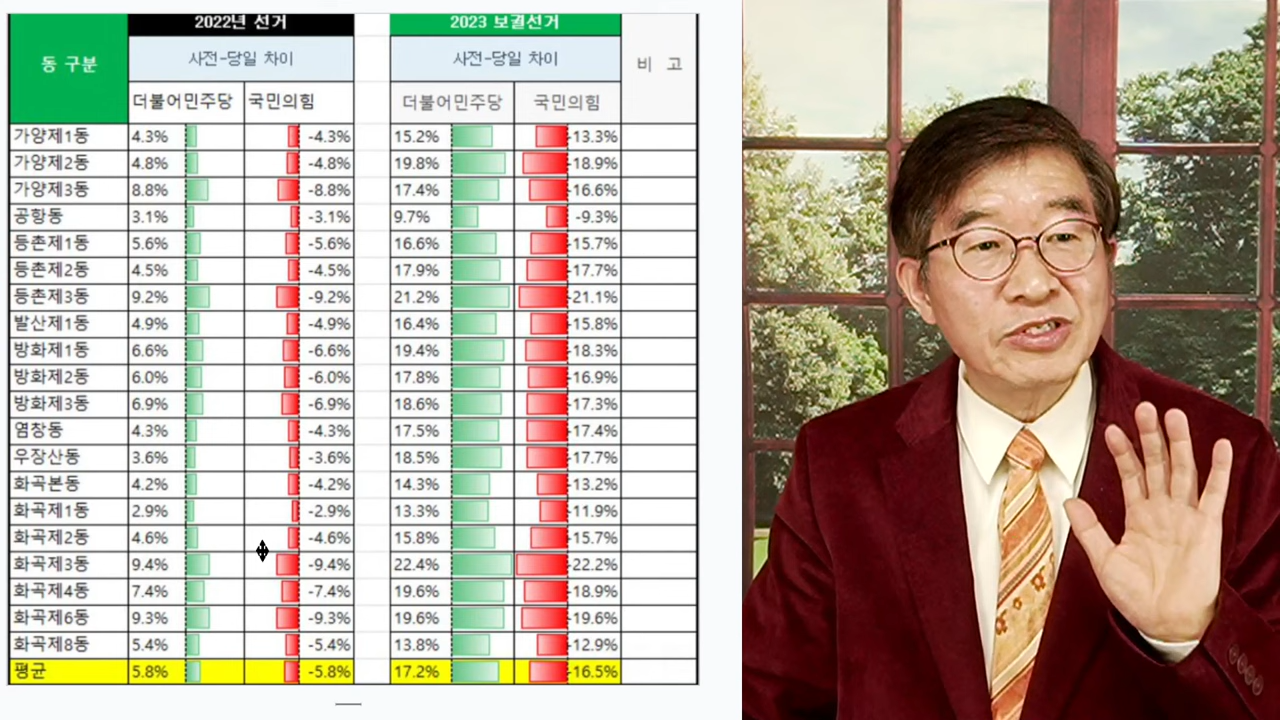 2022년 선거 2023 보궐선거
동 구분 사전-당일 차이 사전-당일 차이 비 고
더불어민주당 국민의힘 더불어민주당 국민의힘
가양제1동 4.3% -4.3% 15.2% -13.3%
가양제2동 4.8% -4.8% 19.8% -18.9%
가양제3동 8.8% -8.8% 17.4% -16.6%
공항동 3.1% -3.1% 9.7% -9.3%
등촌제1동 5.6% -5.6% 16.6% -15.7%
등촌제2동 4.5% -4.5% 17.9% -17.7%
등촌제3동 9.2% -9.2% 21.2% -21.1%
발산제1동 4.9% -4.9% 16.4% -15.8%
방화제1동 6.6% -6.6% 19.4% -18.3%
방화제2동 6.0% -6.0% 17.8% -16.9%
방화제3동 6.9% -6.9% 18.6% -17.3%
염창동 4.3% -4.3% 17.5% -17.4%
우장산동 3.6% -3.6% 18.5% -17.7%
화곡본동 4.2% -4.2% 14.3% -13.2%
화곡제1동 2.9% -2.9% 13.3% -11.9%
화곡제2동 4.6% -4.6% 15.8% -15.7%
화곡제3동 9.4% -9.4% 22.4% -22.2%
화곡제4동 7.4% -7.4% 19.6% -18.9%
화곡제6동 9.3% -9.3% 19.6% -19.6%
화곡제8동 5.4% -5.4% 13.8% -12.9%
평균 5.8% -5.8% 17.2% -16.5%